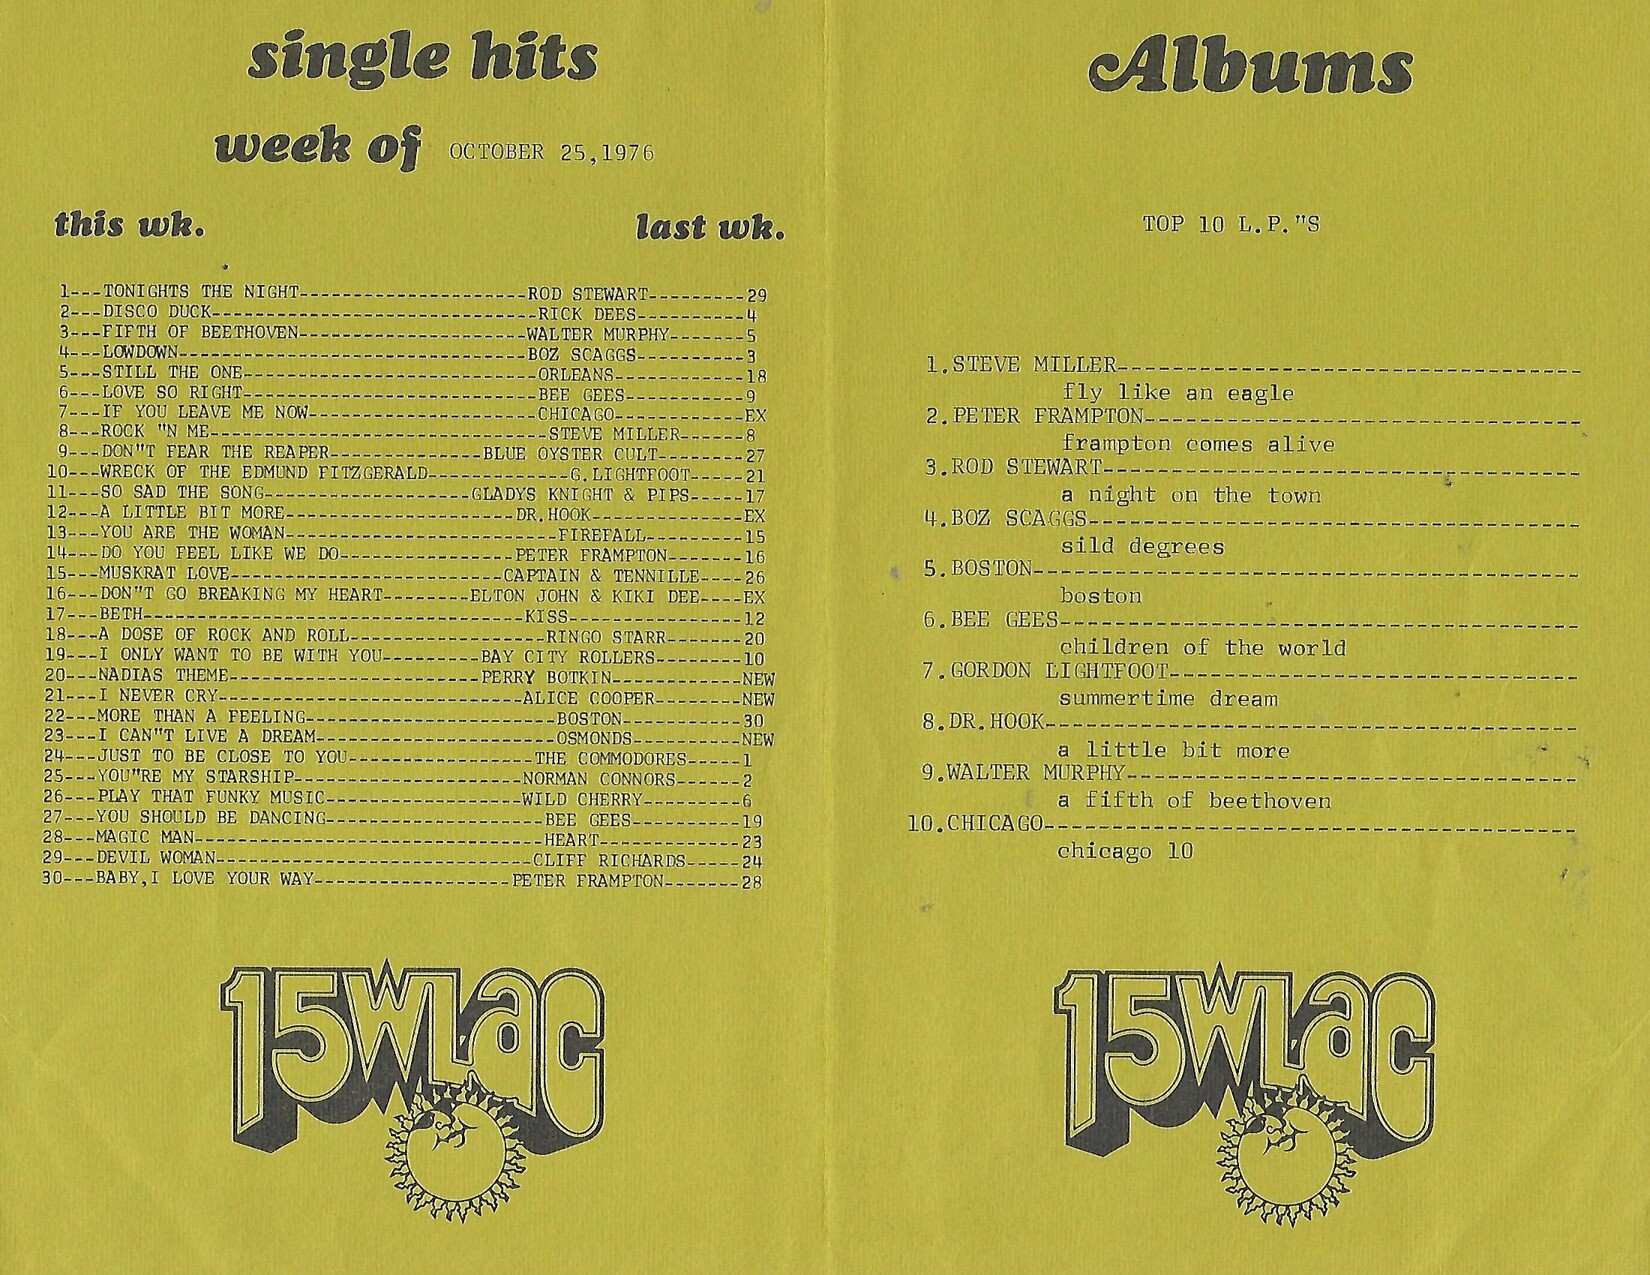 single hits
week of OCTOBER 25,1976
this wk. last wk.
1---TONIGHTS THE NIGHT---------------------ROD STEWART---------29
2---DISCO DUCK------------------------------RICK DEES----------4
3---FIFTH OF BEETHOVEN---------------------WALTER MURPHY-------5
4---LOWDOWN--------------------------------BOZ SCAGGS----------3
5---STILL THE ONE---------------------------ORLEANS------------18
6---LOVE SO RIGHT---------------------------BEE GEES-----------9
7---IF YOU LEAVE ME NOW---------------------CHICAGO------------EX
8---ROCK "N ME-------------------------------STEVE MILLER------8
9---DON"T FEAR THE REAPER--------------BLUE OYSTER CULT--------27
10---WRECK OF THE EDMUND FITZGERALD-------------G.LIGHTFOOT-----21
11---SO SAD THE SONG-------------------GLADYS KNIGHT & PIPS-----17
12---A LITTLE BIT MORE---------------------DR.HOOK--------------EX
13---YOU ARE THE WOMAN-------------------------FIREFALL---------15
14---DO YOU FEEL LIKE WE DO----------------PETER FRAMPTON-------16
15---MUSKRAT LOVE-------------------------CAPTAIN & TENNILLE----26
16---DON"T GO BREAKING MY HEART--------ELTON JOHN & KIKI DEE----EX
17---BETH-----------------------------------KISS----------------12
18---A DOSE OF ROCK AND ROLL------------------RINGO STARR-------20
19---I ONLY WANT TO BE WITH YOU---------BAY CITY ROLLERS--------10
20---NADIAS THEME-----------------------PERRY BOTKIN------------NEW
21---I NEVER CRY----------------------------ALICE COOPER--------NEW
22---MORE THAN A FEELING-----------------------BOSTON-----------30
23---I CAN"T LIVE A DREAM----------------------OSMONDS----------NEW
24---JUST TO BE CLOSE TO YOU-----------------THE COMMODORES-----1
25---YOU"RE MY STARSHIP---------------------NORMAN CONNORS------2
26---PLAY THAT FUNKY MUSIC------------------WILD CHERRY---------6
27---YOU SHOULD BE DANCING--------------------BEE GEES----------19
28---MAGIC MAN--------------------------------HEART-------------23
29---DEVIL WOMAN-----------------------------CLIFF RICHARDS-----24
30---BABY,I LOVE YOUR WAY------------------PETER FRAMPTON-------28
15WLAC
Albums
TOP 10 L.P."S
1.STEVE MILLER-----------------------------------
fly like an eagle
2.PETER FRAMPTON---------------------------------
frampton comes alive
3.ROD STEWART------------------------------------
a night on the town
4.BOZ SCAGGS-------------------------------------
sild degrees
5.BOSTON-----------------------------------------
boston
6.BEE GEES---------------------------------------
children of the world
7.GORDON LIGHTFOOT-------------------------------
summertime dream
8.DR.HOOK----------------------------------------
a little bit more
9.WALTER MURPHY----------------------------------
a fifth of beethoven
10.CHICAGO----------------------------------------
chicago 10
15WLAC